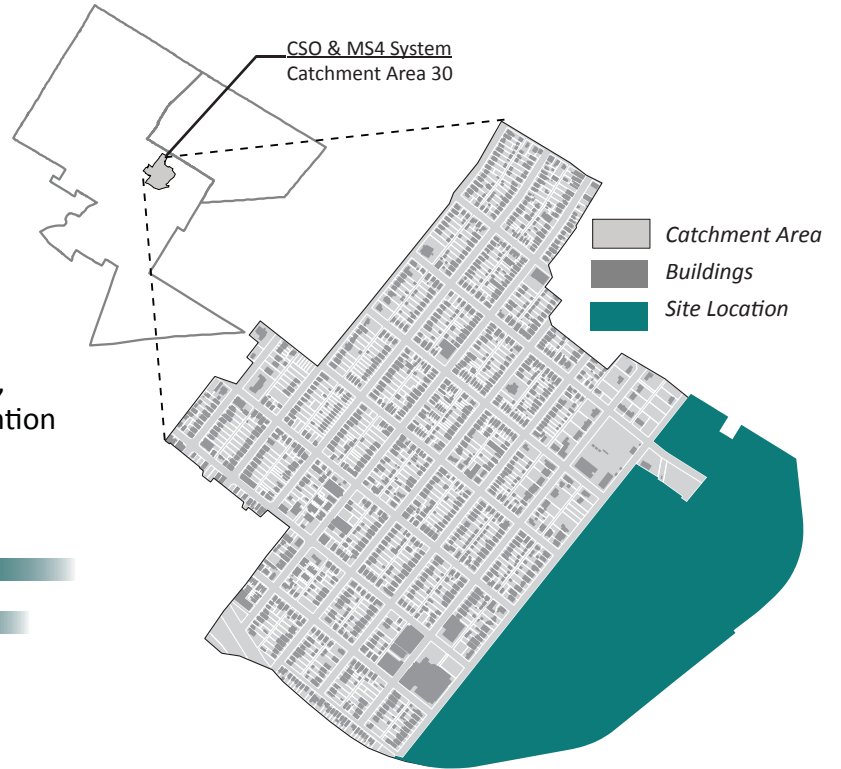 CSO & MS4 System
Catchment Area 30
Catchment Area
Buildings
Site Location